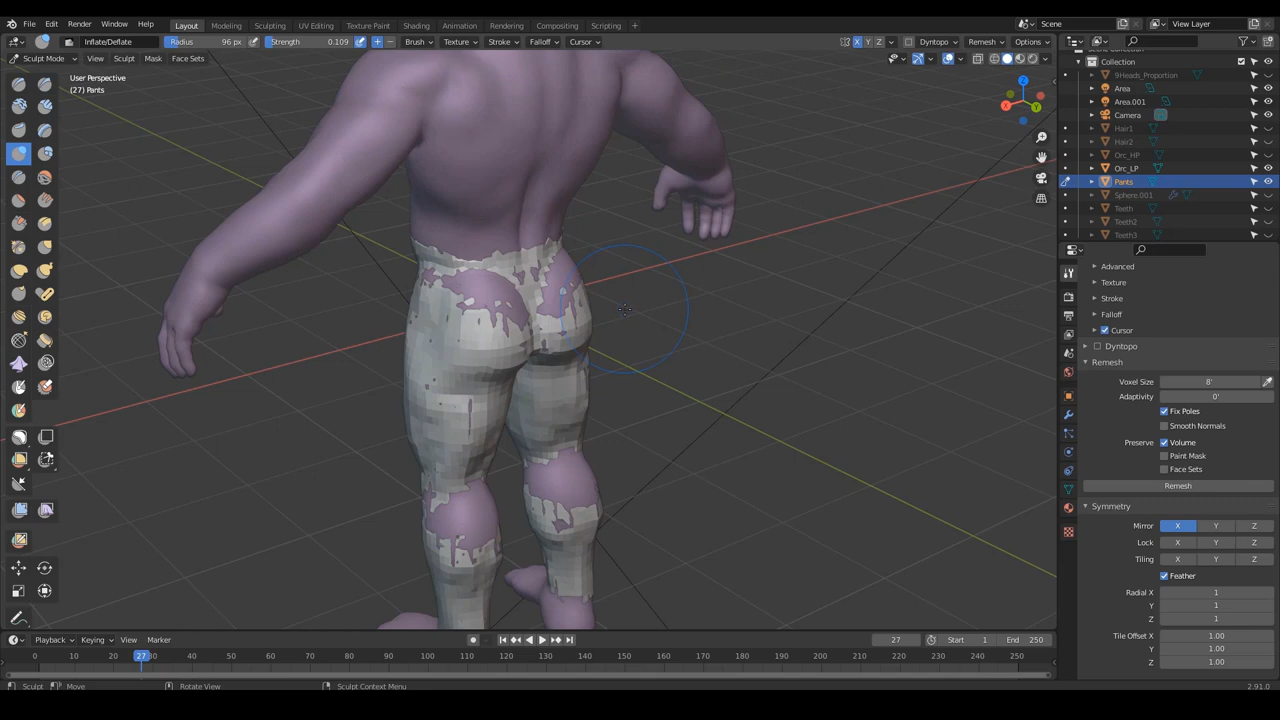 File Edit Render Window Help Layout Modeling Sculpting UV Editing Texture Paint Shading Animation Rendering Compositing Scripting Scene View Layer
Inflate/Deflate Radius 96 px Strength 0.109 Brush Texture Stroke Falloff Cursor X Y Z Dyntopo Remesh Options
Sculpt Mode View Sculpt Mask Face Sets
User Perspective
(27) Pants
Collection
9Heads_Proportion
Area
Area.001
Camera
Hair1
Hair2
Orc_HP
Orc_LP
Pants
Sphere.001
Teeth
Teeth2
Teeth3
Advanced
Texture
Stroke
Falloff
Cursor
Dyntopo
Remesh
Voxel Size 8'
Adaptivity 0'
Fix Poles
Smooth Normals
Preserve Volume
Paint Mask
Face Sets
Remesh
Symmetry
Mirror X Y Z
Lock X Y Z
Tiling X Y Z
Feather
Radial X 1
Y 1
Z 1
Tile Offset X 1.00
Y 1.00
Z 1.00
Playback Keying View Marker 27 Start 1 End 250
0 10 20 27 30 40 50 60 70 80 90 100 110 120 130 140 150 160 170 180 190 200 210 220 230 240 250
Sculpt Move Rotate View Sculpt Context Menu 2.91.0